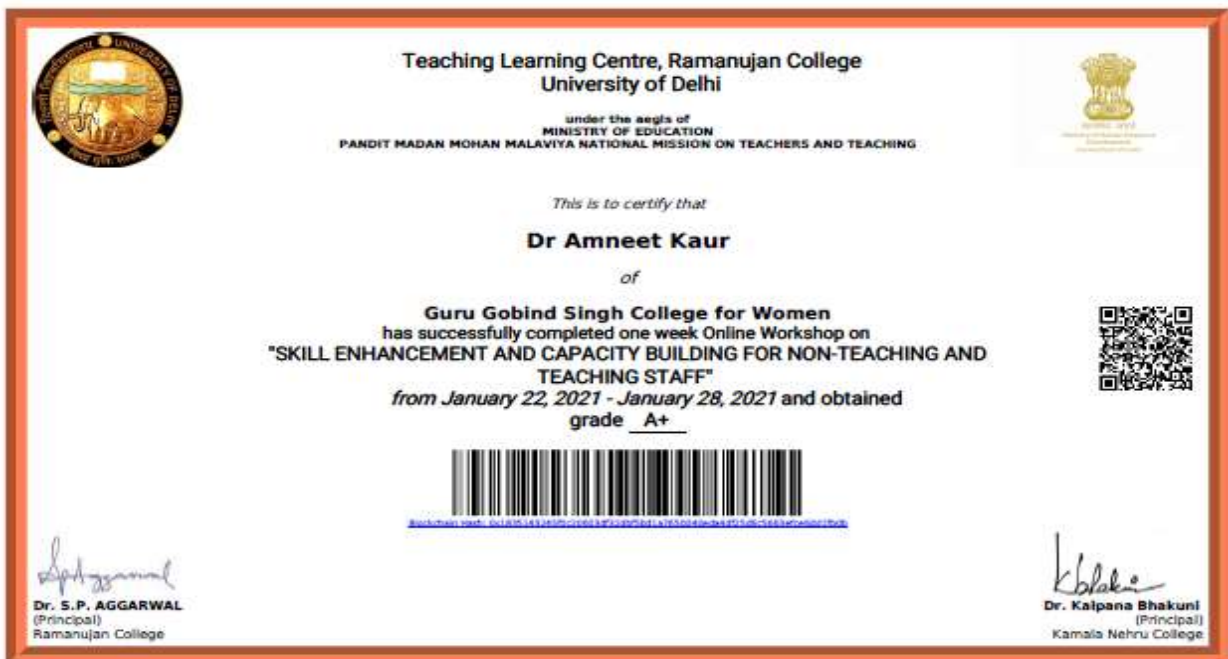 Teaching Learning Centre, Ramanujan College
University of Delhi
under the aegis of
MINISTRY OF EDUCATION
PANDIT MADAN MOHAN MALAVIYA NATIONAL MISSION ON TEACHERS AND TEACHING
This is to certify that
Dr Amneet Kaur
of
Guru Gobind Singh College for Women
has successfully completed one week Online Workshop on
"SKILL ENHANCEMENT AND CAPACITY BUILDING FOR NON-TEACHING AND
TEACHING STAFF"
from January 22, 2021 - January 28, 2021 and obtained
grade A+
Blockchain Hash:
Dr. S.P. AGGARWAL
(Principal)
Ramanujan College
Dr. Kalpana Bhakuni
(Principal)
Kamala Nehru College